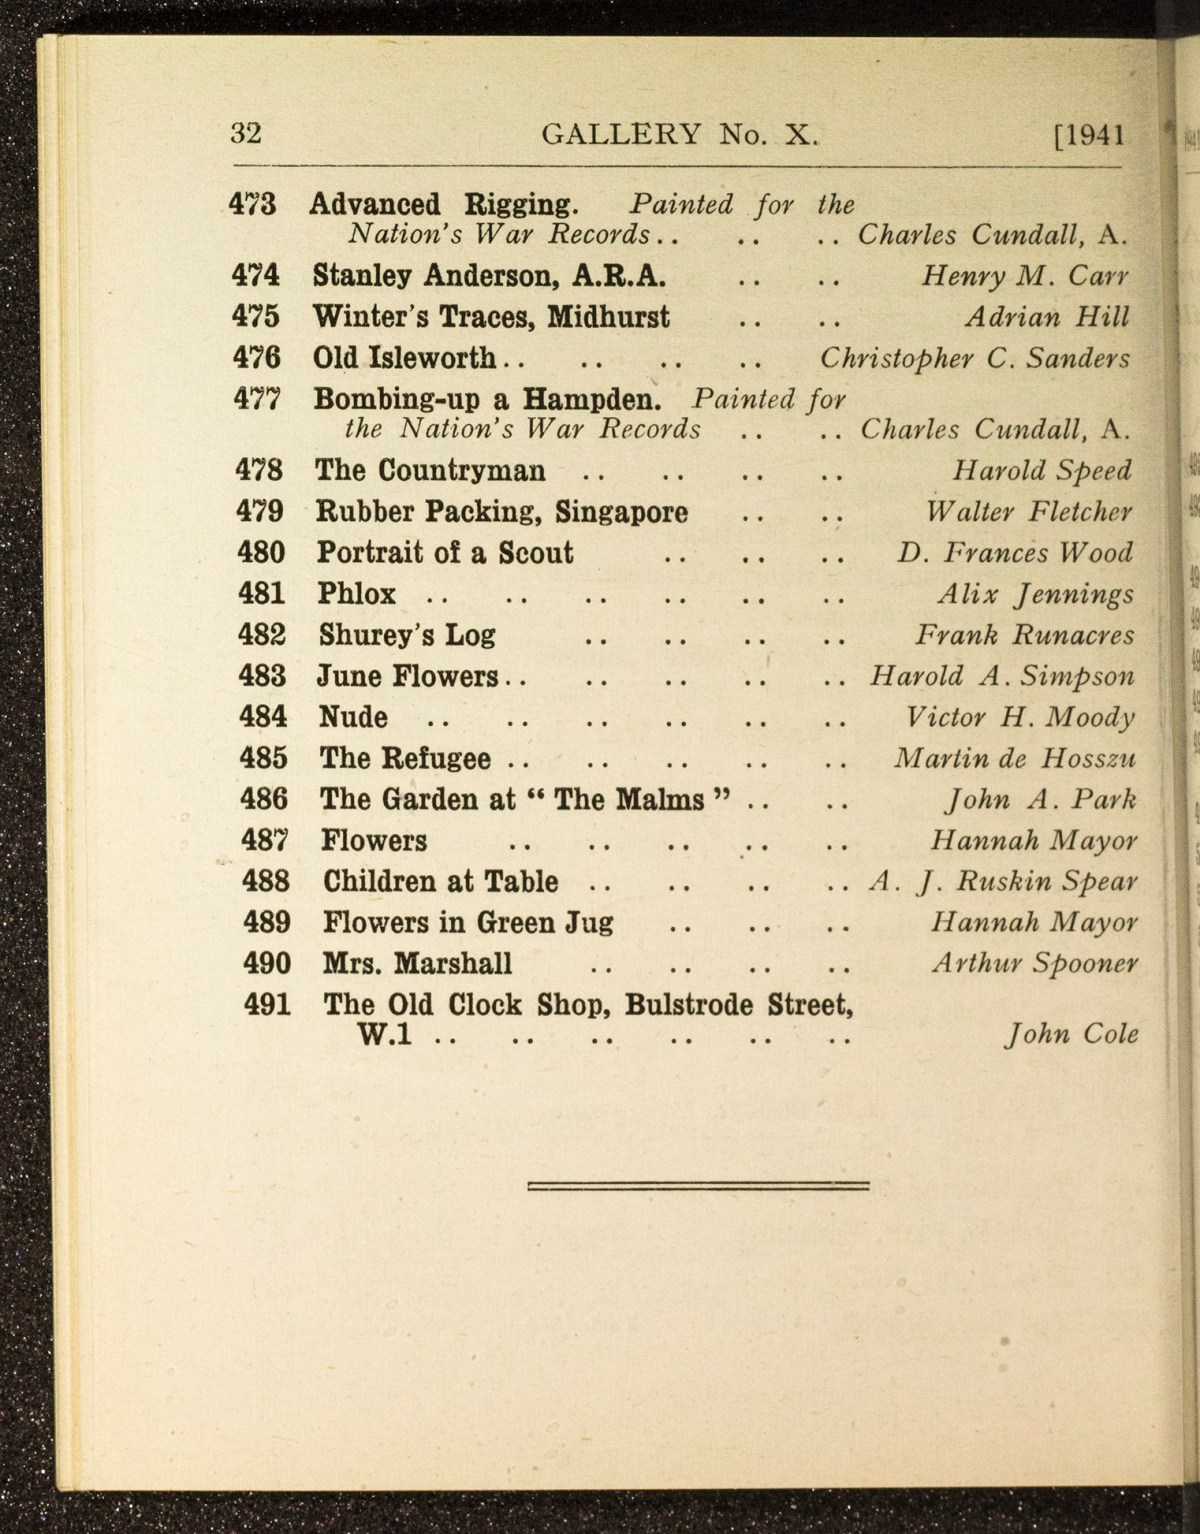 32 GALLERY No. X. [1941
473 Advanced Rigging. Painted for the
Nation's War Records .. .. .. Charles Cundall, A.
474 Stanley Anderson, A.R.A. .. .. Henry M. Carr
475 Winter's Traces, Midhurst .. .. Adrian Hill
476 Old Isleworth .. .. .. .. Christopher C. Sanders
477 Bombing-up a Hampden. Painted for
the Nation's War Records .. .. Charles Cundall, A.
478 The Countryman .. .. .. .. Harold Speed
479 Rubber Packing, Singapore .. .. Walter Fletcher
480 Portrait of a Scout .. .. .. D. Frances Wood
481 Phlox .. .. .. .. .. .. Alix Jennings
482 Shurey's Log .. .. .. .. Frank Runacres
483 June Flowers .. .. .. .. .. Harold A. Simpson
484 Nude .. .. .. .. .. .. Victor H. Moody
485 The Refugee .. .. .. .. .. Martin de Hosszu
486 The Garden at “ The Malms ” .. .. John A. Park
487 Flowers .. .. .. .. .. Hannah Mayor
488 Children at Table .. .. .. .. A. J. Ruskin Spear
489 Flowers in Green Jug .. .. .. Hannah Mayor
490 Mrs. Marshall .. .. .. .. Arthur Spooner
491 The Old Clock Shop, Bulstrode Street,
W.1 .. .. .. .. .. .. John Cole